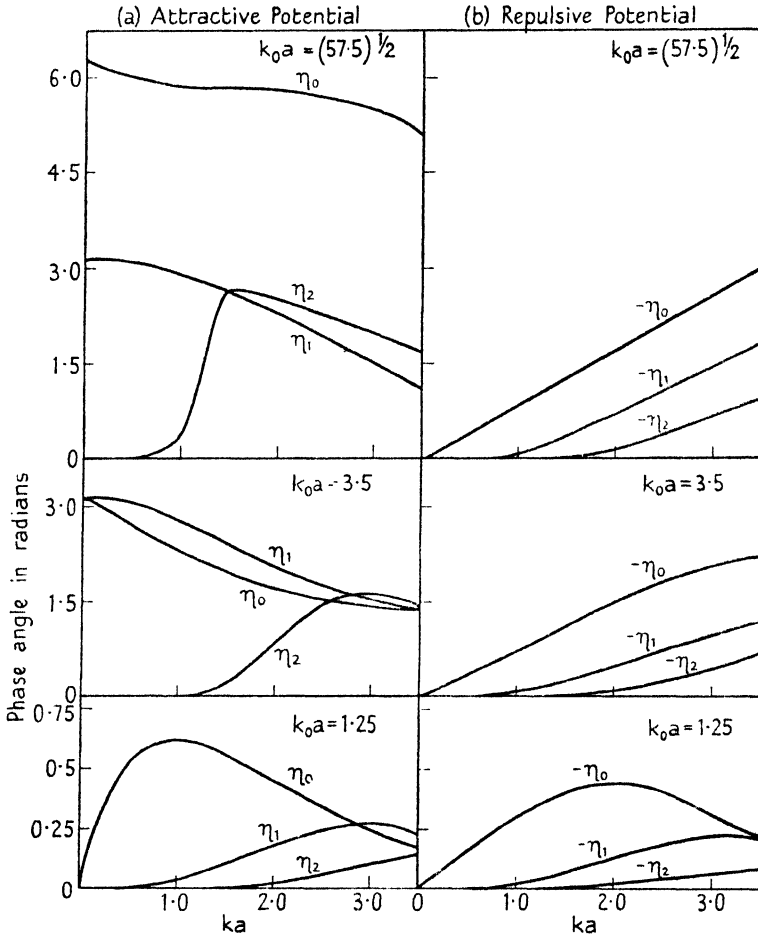 (a) Attractive Potential
(b) Repulsive Potential
k₀a = (57·5)^½
k₀a = (57·5)^½
6·0
4·5
3·0
1·5
0
η₀
η₂
η₁
-η₀
-η₁
-η₂
k₀a - 3·5
k₀a = 3·5
3·0
1·5
0
η₁
η₀
η₂
-η₀
-η₁
-η₂
k₀a = 1·25
k₀a = 1·25
0·75
0·5
0·25
0
η₀
η₁
η₂
-η₀
-η₁
-η₂
1.0
2.0
3.0
0
1.0
2.0
3.0
ka
ka
Phase angle in radians